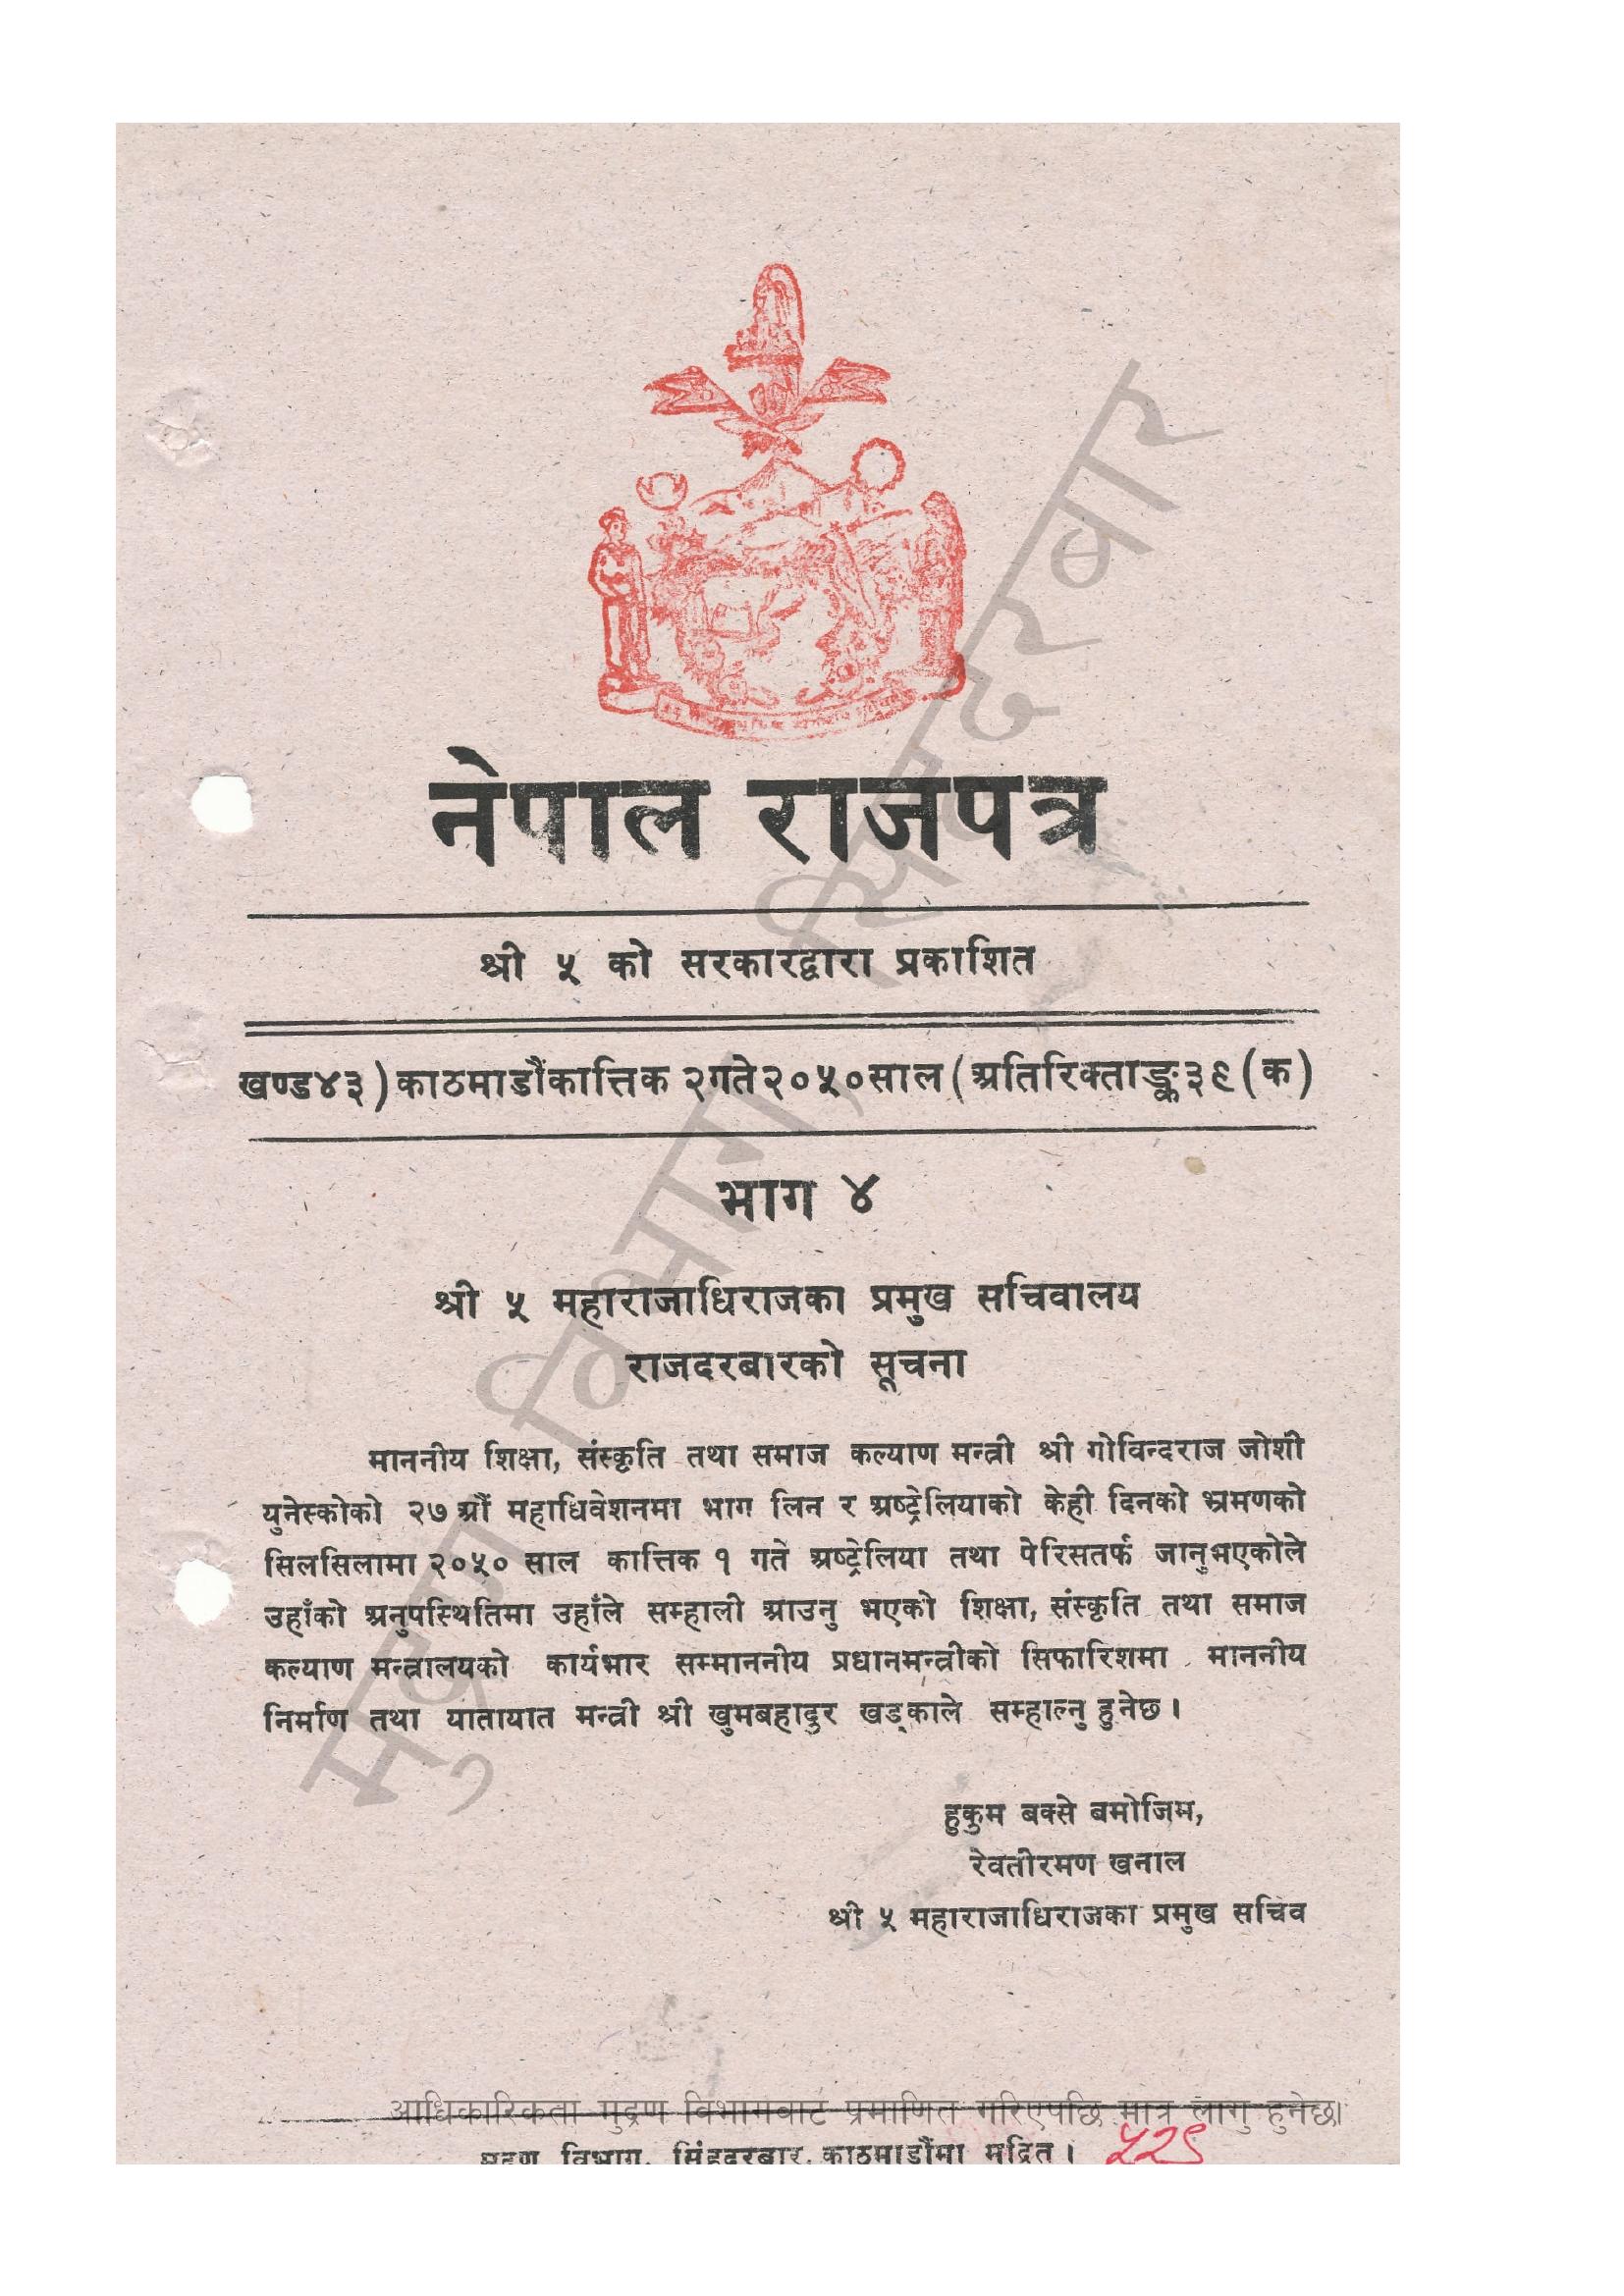 नेपाल राजपत्र
श्री ५ को सरकारद्वारा प्रकाशित
खण्ड४३) काठमाडौंकात्तिक २गते२०५०साल (अतिरिक्ताङ्क३९(क)
भाग ४
श्री ५ महाराजाधिराजका प्रमुख सचिवालय
राजदरबारको सूचना
माननीय शिक्षा, संस्कृति तथा समाज कल्याण मन्त्री श्री गोविन्दराज जोशी
युनेस्कोको २७ औं महाधिवेशनमा भाग लिन र अष्ट्रेलियाको केही दिनको भ्रमणको
सिलसिलामा २०५० साल कात्तिक १ गते अष्ट्रेलिया तथा पेरिसतर्फ जानुभएकोले
उहाँको अनुपस्थितिमा उहाँले सम्हाली आउनु भएको शिक्षा, संस्कृति तथा समाज
कल्याण मन्त्रालयको कार्यभार सम्माननीय प्रधानमन्त्रीको सिफारिशमा माननीय
निर्माण तथा यातायात मन्त्री श्री खुमबहादुर खड्काले सम्हाल्नु हुनेछ ।
हुकुम बक्से बमोजिम,
रेवतीरमण खनाल
श्री ५ महाराजाधिराजका प्रमुख सचिव
मुद्रण विभाग, सिंहदरबार
आधिकारिकता मुद्रण विभागबाट प्रमाणित गरिएपछि मात्र लागु हुनेछ।
मुद्रण विभाग, सिंहदरबार, काठमाडौंमा मुद्रित । ५२९